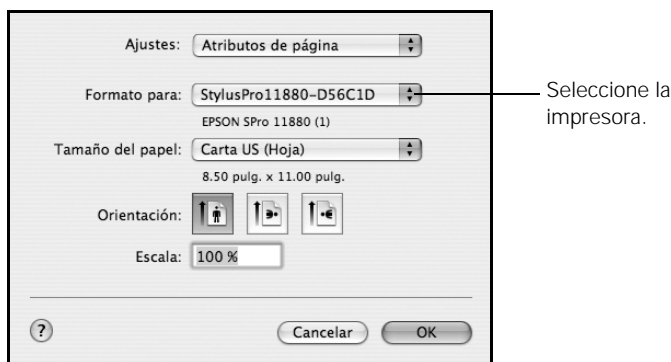 Ajustes: Atributos de página
Formato para: StylusPro11880-D56C1D
EPSON SPro 11880 (1)
Seleccione la
impresora.
Tamaño del papel: Carta US (Hoja)
8.50 pulg. x 11.00 pulg.
Orientación:
Escala: 100 %
? Cancelar OK